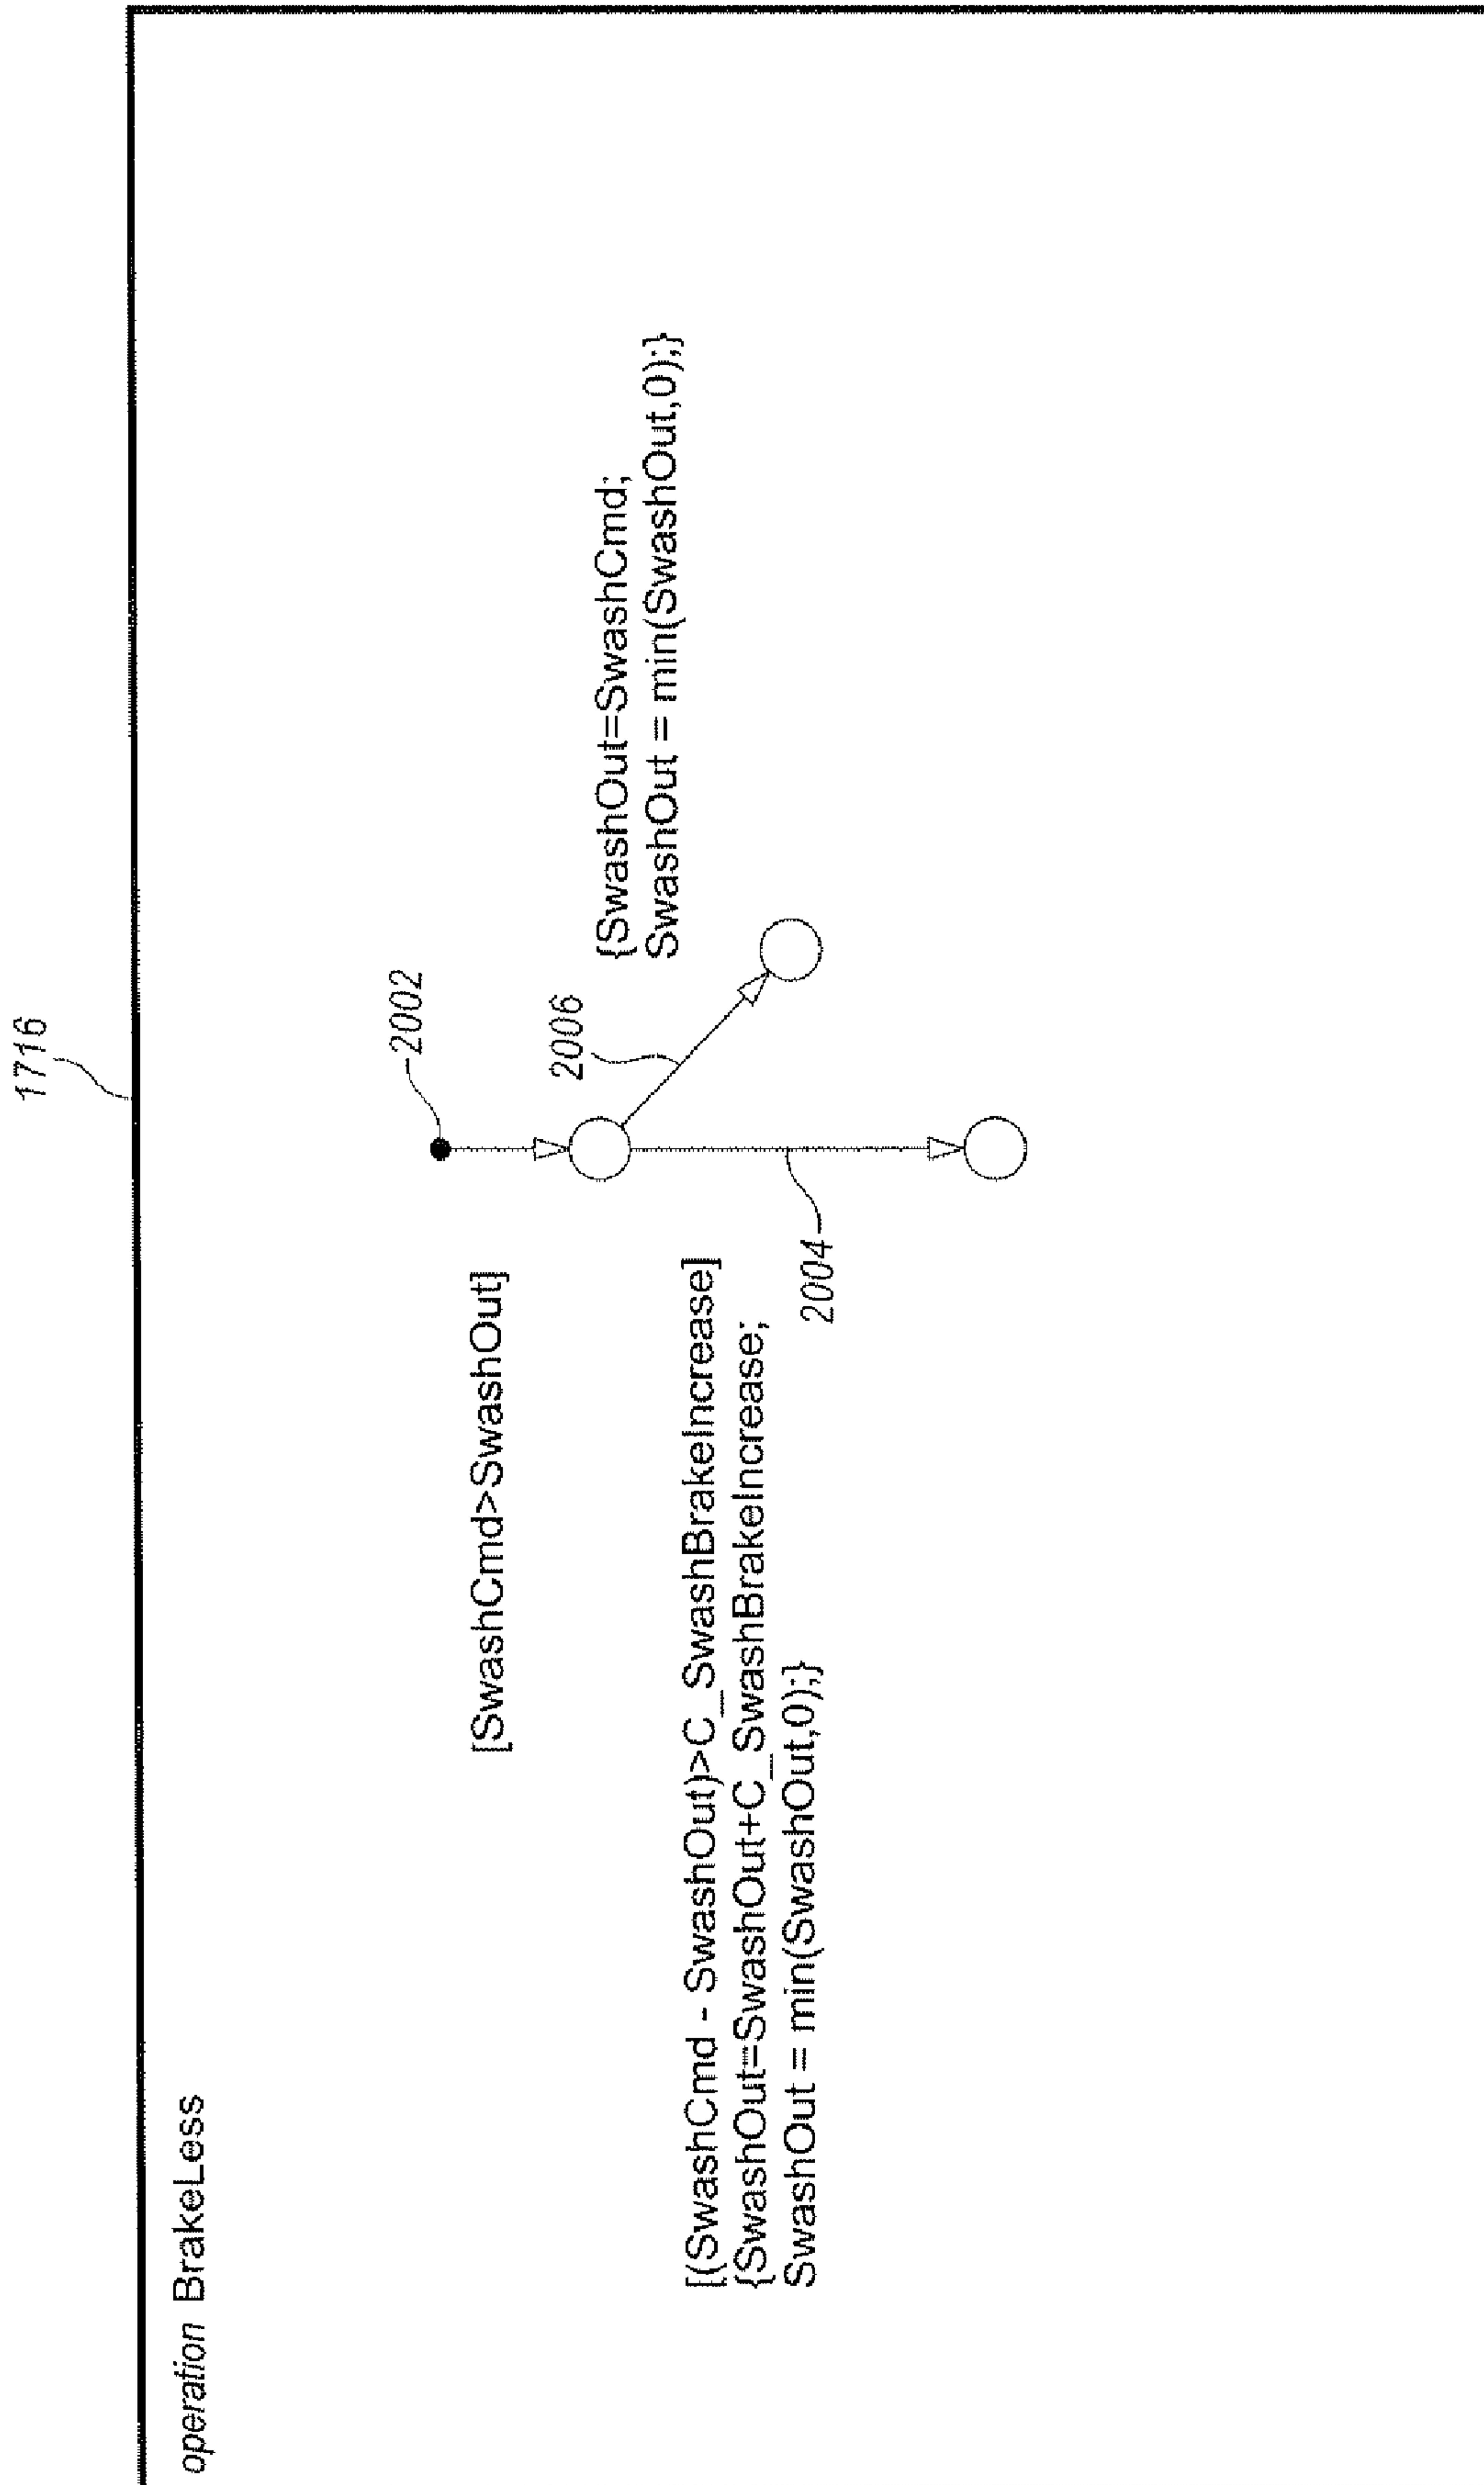 1716
operation BrakeLess
2002
[SwashCmd>SwashOut]
2006
{SwashOut=SwashCmd;
SwashOut = min(SwashOut,0);}
[(SwashCmd - SwashOut)>C_SwashBrakeIncrease]
{SwashOut=SwashOut+C_SwashBrakeIncrease;
SwashOut = min(SwashOut,0);}
2004